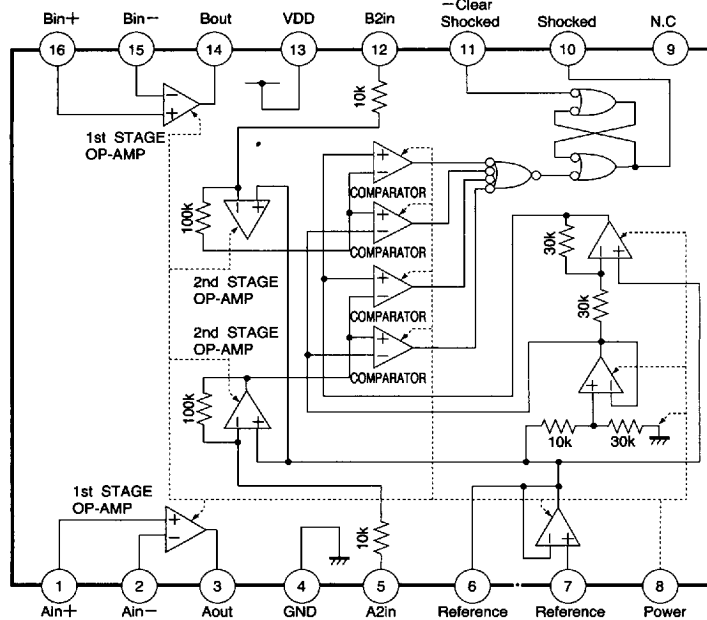 Bin+ Bin− Bout VDD B2in −Clear Shocked Shocked N.C
16 15 14 13 12 11 10 9
− +
10k
1st STAGE
OP-AMP
+ −
COMPARATOR
100k
− +
+ −
COMPARATOR
30k
− +
2nd STAGE
OP-AMP
+ −
COMPARATOR
30k
2nd STAGE
OP-AMP
+ −
COMPARATOR
+ −
100k
− +
10k 30k
1st STAGE
OP-AMP
+ −
10k
− +
1 2 3 4 5 6 7 8
Ain+ Ain− Aout GND A2in Reference Reference Power